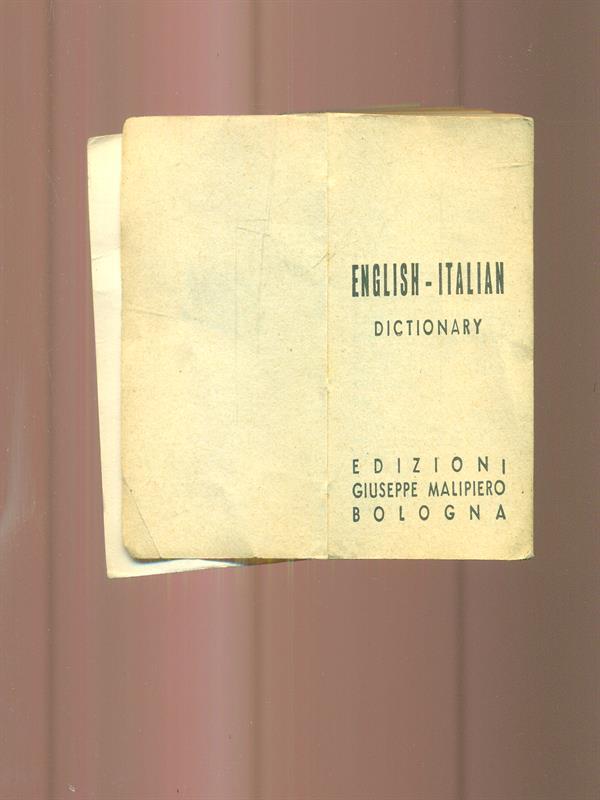 ENGLISH - ITALIAN
DICTIONARY
EDIZIONI
GIUSEPPE MALIPIERO
BOLOGNA